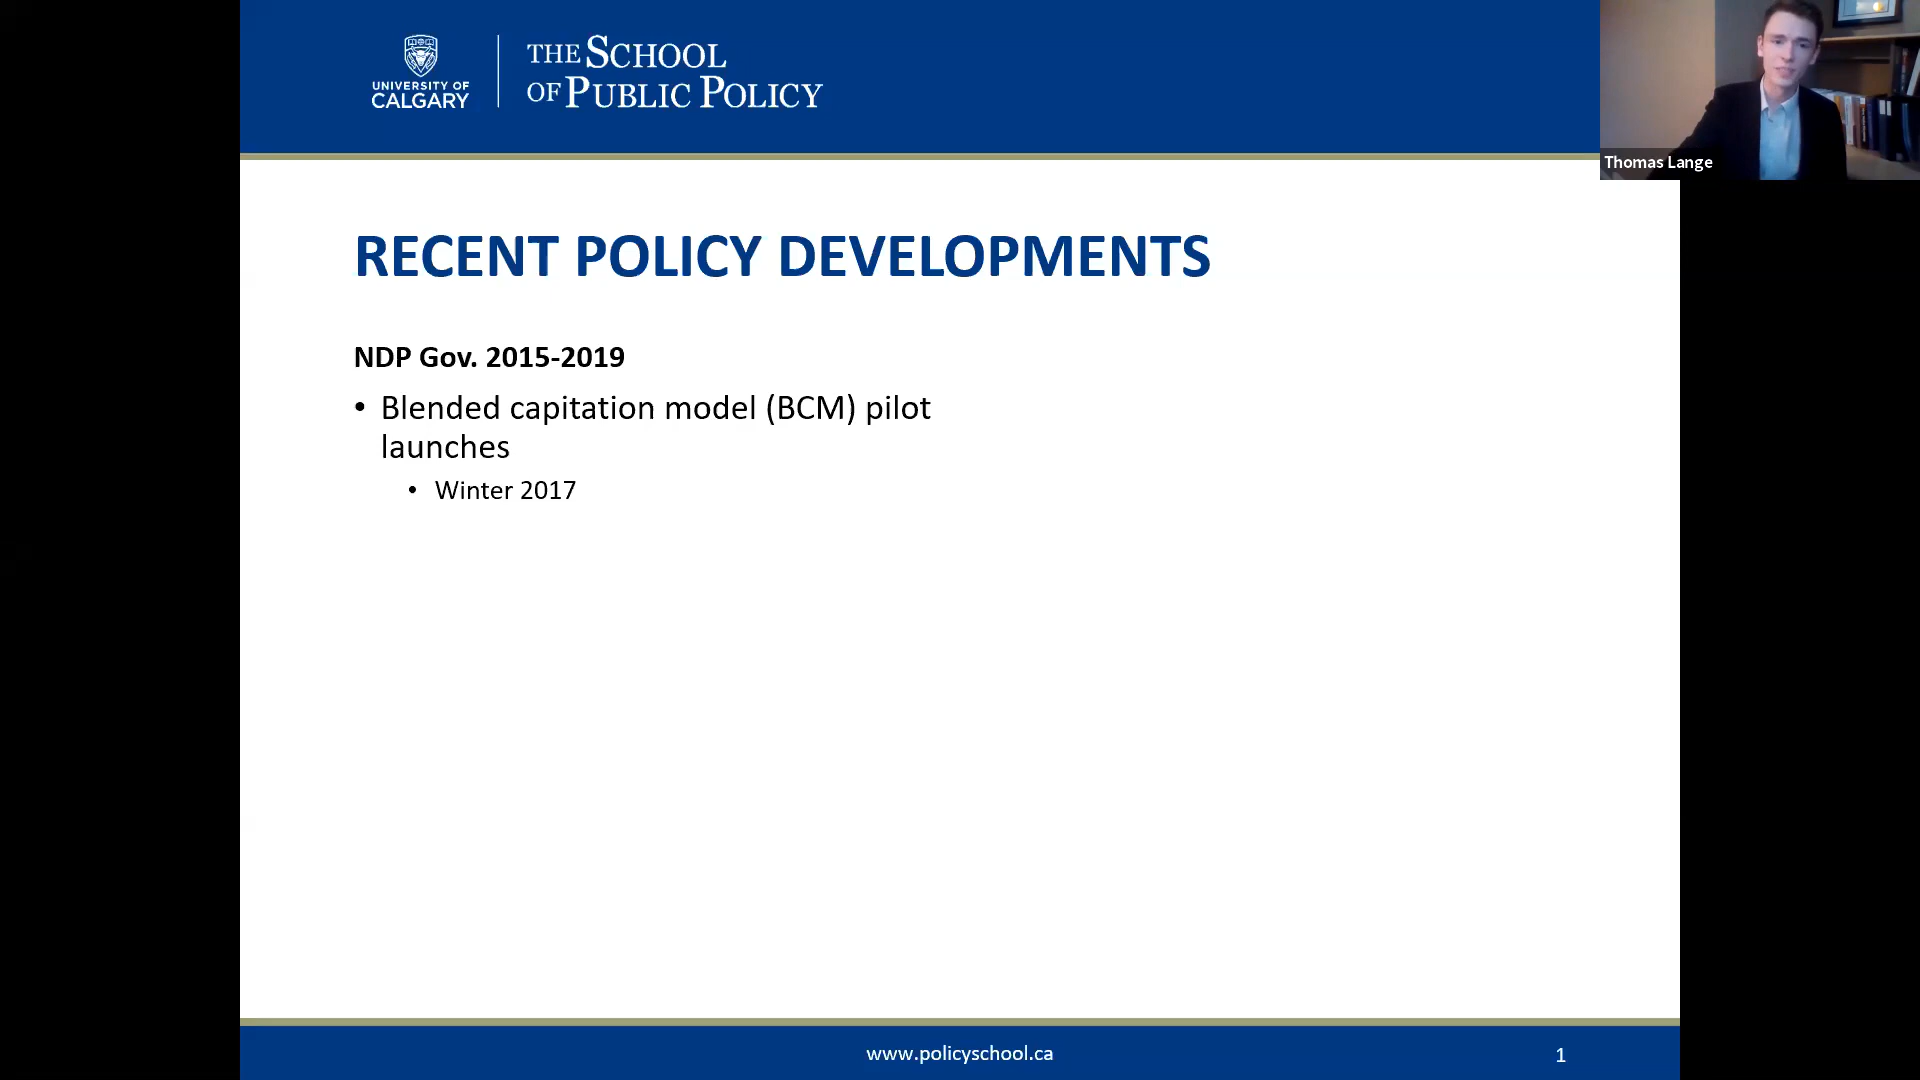 UNIVERSITY OF
CALGARY
THE SCHOOL
OF PUBLIC POLICY
Thomas Lange
RECENT POLICY DEVELOPMENTS
NDP Gov. 2015-2019
• Blended capitation model (BCM) pilot
launches
• Winter 2017
www.policyschool.ca
1